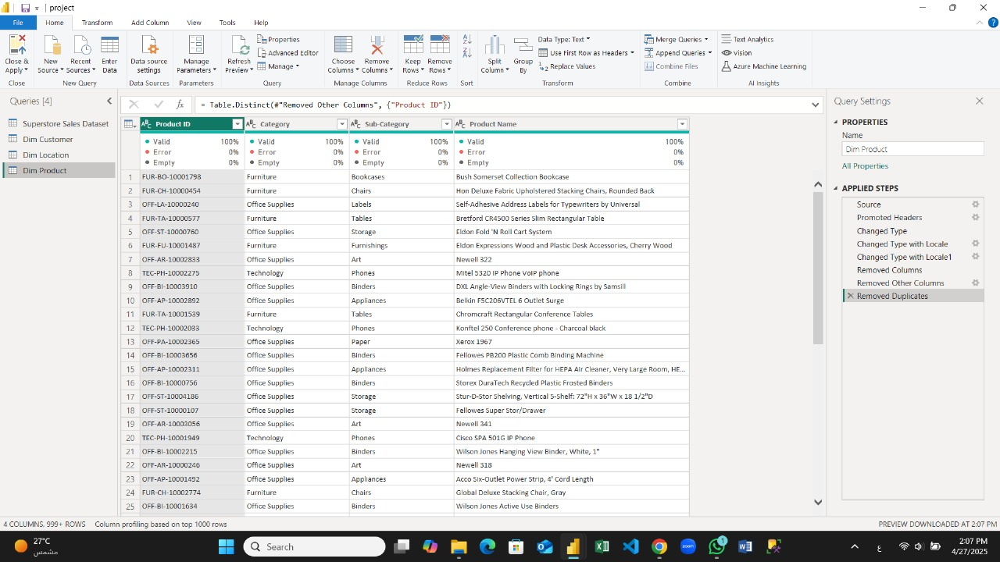 project
File Home Transform Add Column View Tools Help
Close & Apply
New Source
Recent Sources
Enter Data
Data source settings
Manage Parameters
Refresh Preview
Properties
Advanced Editor
Manage
Choose Columns
Remove Columns
Keep Rows
Remove Rows
Split Column
Group By
Data Type: Text
Use First Row as Headers
Replace Values
Merge Queries
Append Queries
Combine Files
Text Analytics
Vision
Azure Machine Learning
Close New Query Data Sources Parameters Query Manage Columns Reduce Rows Sort Transform Combine AI Insights
Queries [4]
Superstore Sales Dataset
Dim Customer
Dim Location
Dim Product
= Table.Distinct(#"Removed Other Columns", {"Product ID"})
Product ID Category Sub-Category Product Name
Valid 100% Valid 100% Valid 100% Valid 100%
Error 0% Error 0% Error 0% Error 0%
Empty 0% Empty 0% Empty 0% Empty 0%
1 FUR-BO-10001798 Furniture Bookcases Bush Somerset Collection Bookcase
2 FUR-CH-10000454 Furniture Chairs Hon Deluxe Fabric Upholstered Stacking Chairs, Rounded Back
3 OFF-LA-10000240 Office Supplies Labels Self-Adhesive Address Labels for Typewriters by Universal
4 FUR-TA-10000577 Furniture Tables Bretford CR4500 Series Slim Rectangular Table
5 OFF-ST-10000760 Office Supplies Storage Eldon Fold 'N Roll Cart System
6 FUR-FU-10001487 Furniture Furnishings Eldon Expressions Wood and Plastic Desk Accessories, Cherry Wood
7 OFF-AR-10002833 Office Supplies Art Newell 322
8 TEC-PH-10002275 Technology Phones Mitel 5320 IP Phone VoIP phone
9 OFF-BI-10003910 Office Supplies Binders DXL Angle-View Binders with Locking Rings by Samsill
10 OFF-AP-10002892 Office Supplies Appliances Belkin F5C206VTEL 6 Outlet Surge
11 FUR-TA-10001539 Furniture Tables Chromcraft Rectangular Conference Tables
12 TEC-PH-10002033 Technology Phones Konftel 250 Conference phone - Charcoal black
13 OFF-PA-10002365 Office Supplies Paper Xerox 1967
14 OFF-BI-10003656 Office Supplies Binders Fellowes PB200 Plastic Comb Binding Machine
15 OFF-AP-10002311 Office Supplies Appliances Holmes Replacement Filter for HEPA Air Cleaner, Very Large Room, HE...
16 OFF-BI-10000756 Office Supplies Binders Storex DuraTech Recycled Plastic Frosted Binders
17 OFF-ST-10004186 Office Supplies Storage Stur-D-Stor Shelving, Vertical 5-Shelf: 72"H x 36"W x 18 1/2"D
18 OFF-ST-10000107 Office Supplies Storage Fellowes Super Stor/Drawer
19 OFF-AR-10003056 Office Supplies Art Newell 341
20 TEC-PH-10001949 Technology Phones Cisco SPA 501G IP Phone
21 OFF-BI-10002215 Office Supplies Binders Wilson Jones Hanging View Binder, White, 1"
22 OFF-AR-10000246 Office Supplies Art Newell 318
23 OFF-AP-10001492 Office Supplies Appliances Acco Six-Outlet Power Strip, 4' Cord Length
24 FUR-CH-10002774 Furniture Chairs Global Deluxe Stacking Chair, Gray
25 OFF-BI-10001634 Office Supplies Binders Wilson Jones Active Use Binders
Query Settings
PROPERTIES
Name
Dim Product
All Properties
APPLIED STEPS
Source
Promoted Headers
Changed Type
Changed Type with Locale
Changed Type with Locale1
Removed Columns
Removed Other Columns
Removed Duplicates
4 COLUMNS, 999+ ROWS Column profiling based on top 1000 rows PREVIEW DOWNLOADED AT 2:07 PM
27°C
مشمس
Search
ع
2:07 PM
4/27/2025